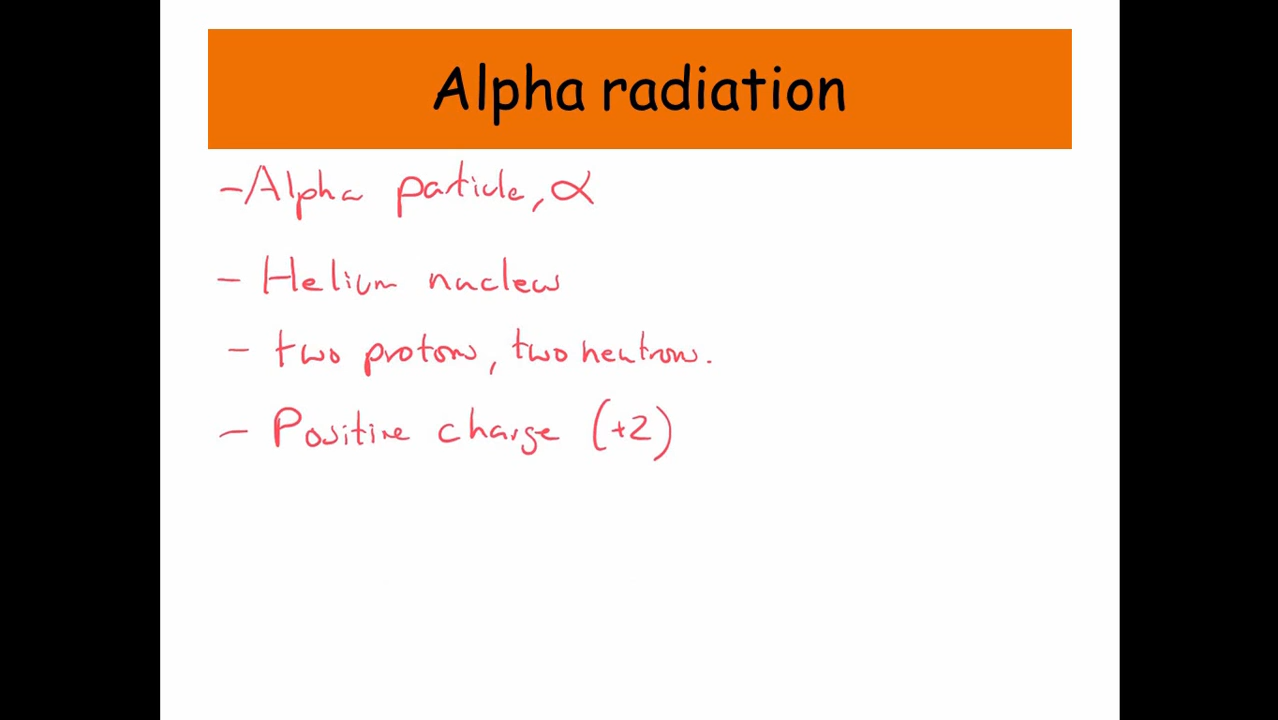 Alpha radiation
- Alpha particle, α
- Helium nucleus
- two protons, two neutrons.
- Positive charge (+2)